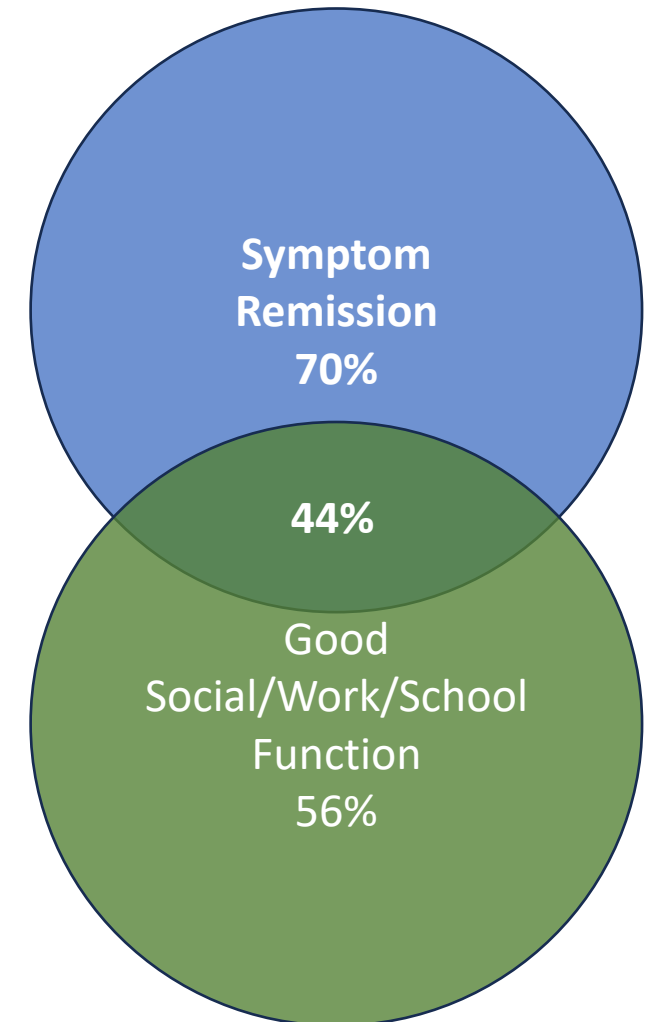 Symptom
Remission
70%
44%
Good
Social/Work/School
Function
56%